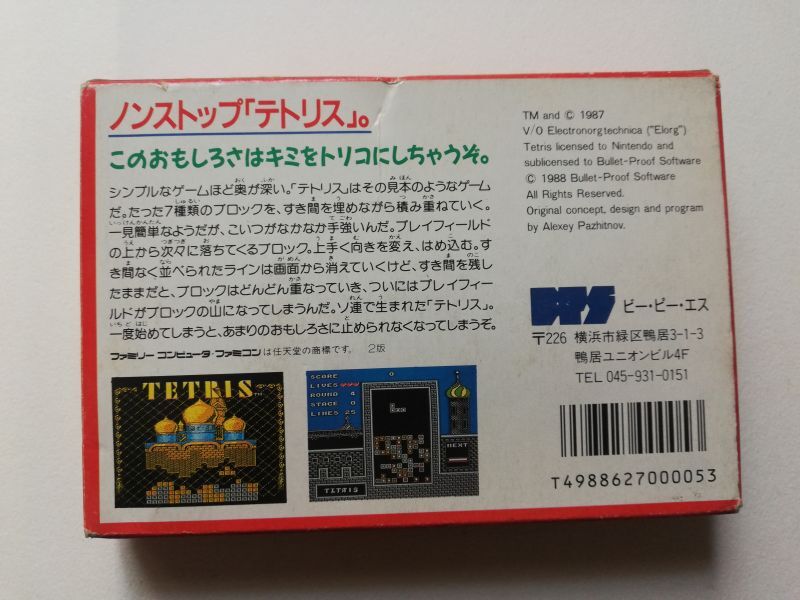 ノンストップ「テトリス」。
このおもしろさはキミをトリコにしちゃうぞ。
シンプルなゲームほど奥が深い。「テトリス」はその見本のようなゲーム
だ。たった7種類のブロックを、すき間を埋めながら積み重ねていく。
一見簡単なようだが、こいつがなかなか手強いんだ。プレイフィールド
の上から次々に落ちてくるブロック。上手く向きを変え、はめ込む。す
き間なく並べられたラインは画面から消えていくけど、すき間を残し
たままだと、ブロックはどんどん重なっていき、ついにはプレイフィー
ルドがブロックの山になってしまうんだ。ソ連で生まれた「テトリス」。
一度始めてしまうと、あまりのおもしろさに止められなくなってしまうぞ。
ファミリーコンピュータ・ファミコンは任天堂の商標です。 2版
TETRIS
TM
SCORE 0
LIVES
ROUND 4
STAGE 0
LINES 25
NEXT
TETRIS
TM and © 1987
V/O Electronorgtechnica ("Elorg")
Tetris licensed to Nintendo and
sublicensed to Bullet-Proof Software
© 1988 Bullet-Proof Software
All Rights Reserved.
Original concept, design and program
by Alexey Pazhitnov.
BPS ビー・ピー・エス
〒226 横浜市緑区鴨居3-1-3
鴨居ユニオンビル4F
TEL 045-931-0151
T4988627000053